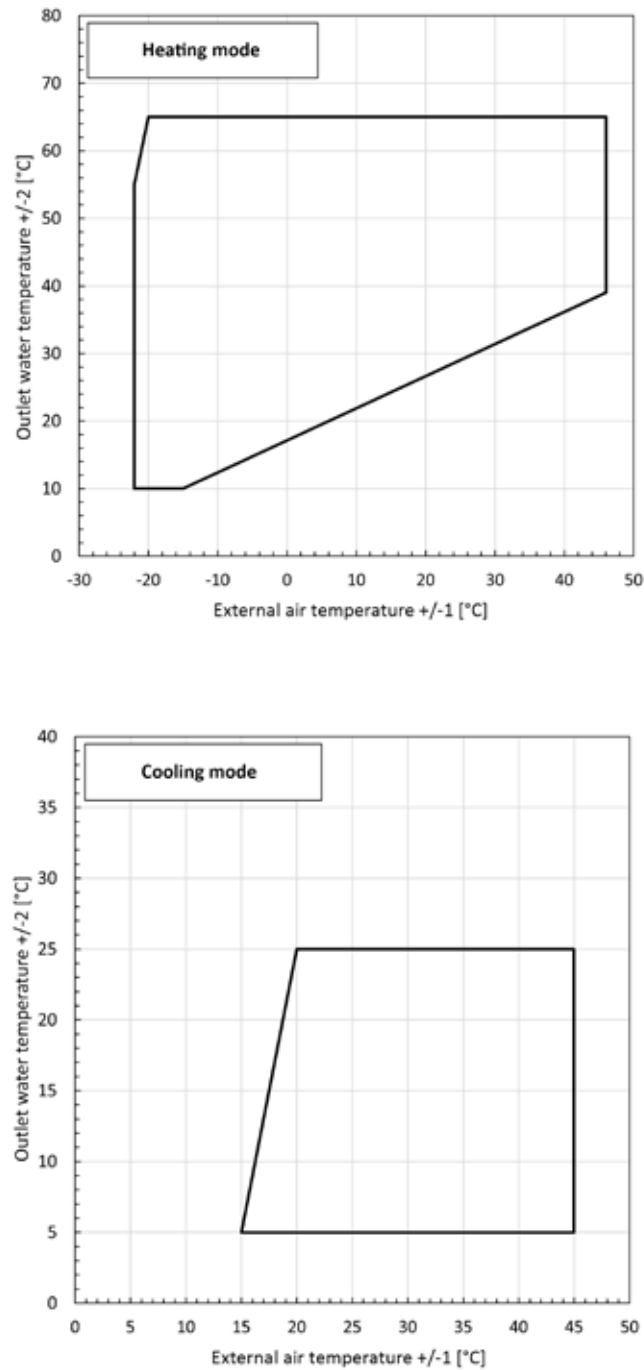 80
Heating mode
70
60
50
40
30
20
10
0
Outlet water temperature +/-2 [°C]
-30 -20 -10 0 10 20 30 40 50
External air temperature +/-1 [°C]
40
Cooling mode
35
30
25
20
15
10
5
0
Outlet water temperature +/-2 [°C]
0 5 10 15 20 25 30 35 40 45 50
External air temperature +/-1 [°C]